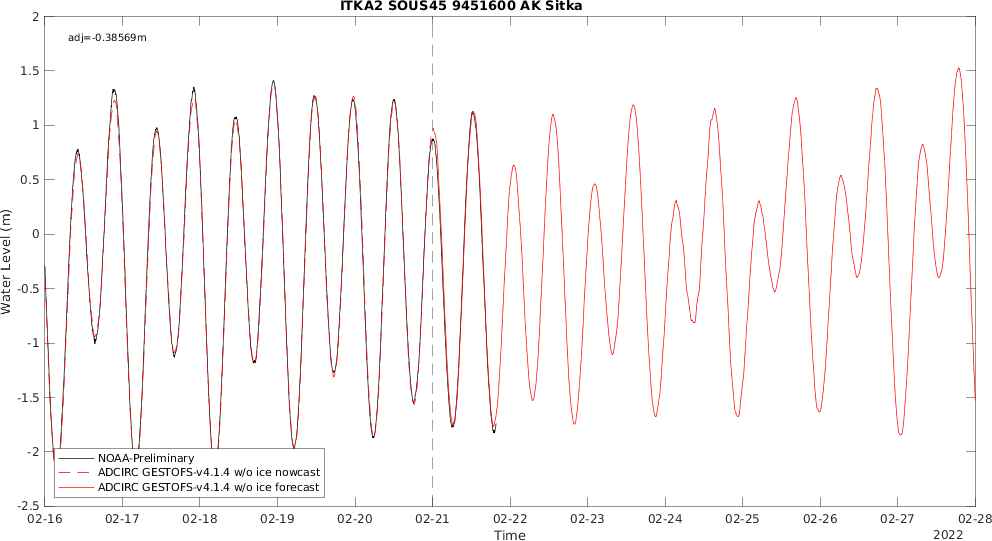 ITKA2 SOUS45 9451600 AK Sitka
adj=-0.38569m
Water Level (m)
2
1.5
1
0.5
0
-0.5
-1
-1.5
-2
-2.5
NOAA-Preliminary
ADCIRC GESTOFS-v4.1.4 w/o ice nowcast
ADCIRC GESTOFS-v4.1.4 w/o ice forecast
02-16 02-17 02-18 02-19 02-20 02-21 02-22 02-23 02-24 02-25 02-26 02-27 02-28
Time
2022